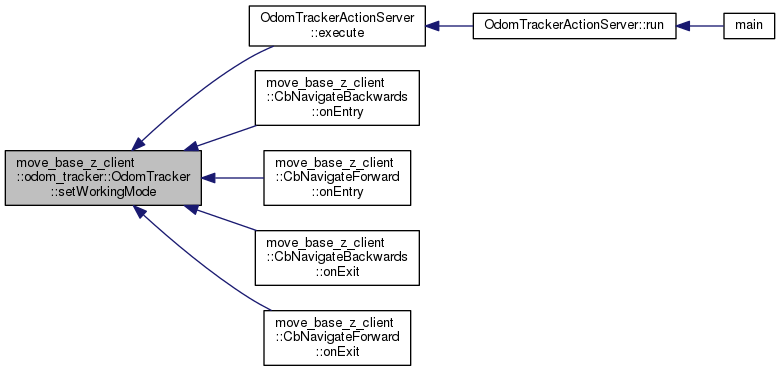 OdomTrackerActionServer
::execute
OdomTrackerActionServer::run
main
move_base_z_client
::CbNavigateBackwards
::onEntry
move_base_z_client
::odom_tracker::OdomTracker
::setWorkingMode
move_base_z_client
::CbNavigateForward
::onEntry
move_base_z_client
::CbNavigateBackwards
::onExit
move_base_z_client
::CbNavigateForward
::onExit